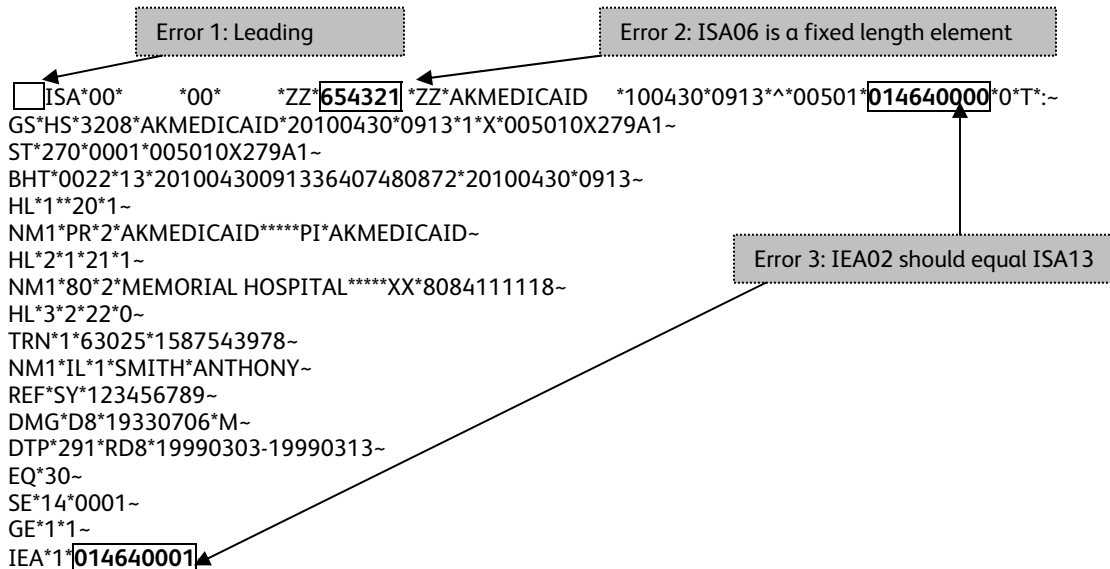 Error 1: Leading
Error 2: ISA06 is a fixed length element
ISA*00*          *00*          *ZZ*654321 *ZZ*AKMEDICAID     *100430*0913*^*00501*014640000*0*T*:~
GS*HS*3208*AKMEDICAID*20100430*0913*1*X*005010X279A1~
ST*270*0001*005010X279A1~
BHT*0022*13*20100430091336407480872*20100430*0913~
HL*1**20*1~
NM1*PR*2*AKMEDICAID*****PI*AKMEDICAID~
HL*2*1*21*1~
Error 3: IEA02 should equal ISA13
NM1*80*2*MEMORIAL HOSPITAL*****XX*8084111118~
HL*3*2*22*0~
TRN*1*63025*1587543978~
NM1*IL*1*SMITH*ANTHONY~
REF*SY*123456789~
DMG*D8*19330706*M~
DTP*291*RD8*19990303-19990313~
EQ*30~
SE*14*0001~
GE*1*1~
IEA*1*014640001